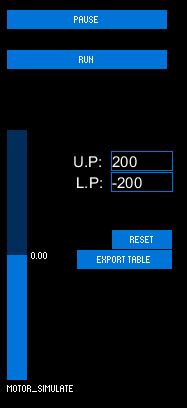 PAUSE
RUN
U.P: 200
L.P: -200
RESET
0.00
EXPORT TABLE
MOTOR_SIMULATE